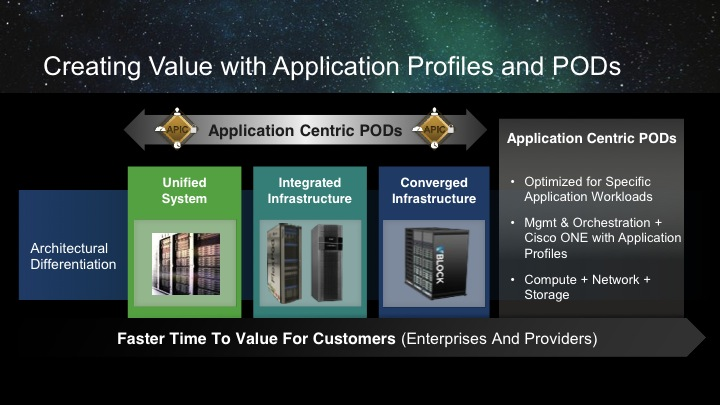 Creating Value with Application Profiles and PODs
APIC
Application Centric PODs
APIC
Application Centric PODs
Unified
System
Integrated
Infrastructure
Converged
Infrastructure
Architectural
Differentiation
VBLOCK
• Optimized for Specific
Application Workloads
• Mgmt & Orchestration +
Cisco ONE with Application
Profiles
• Compute + Network +
Storage
Faster Time To Value For Customers (Enterprises And Providers)